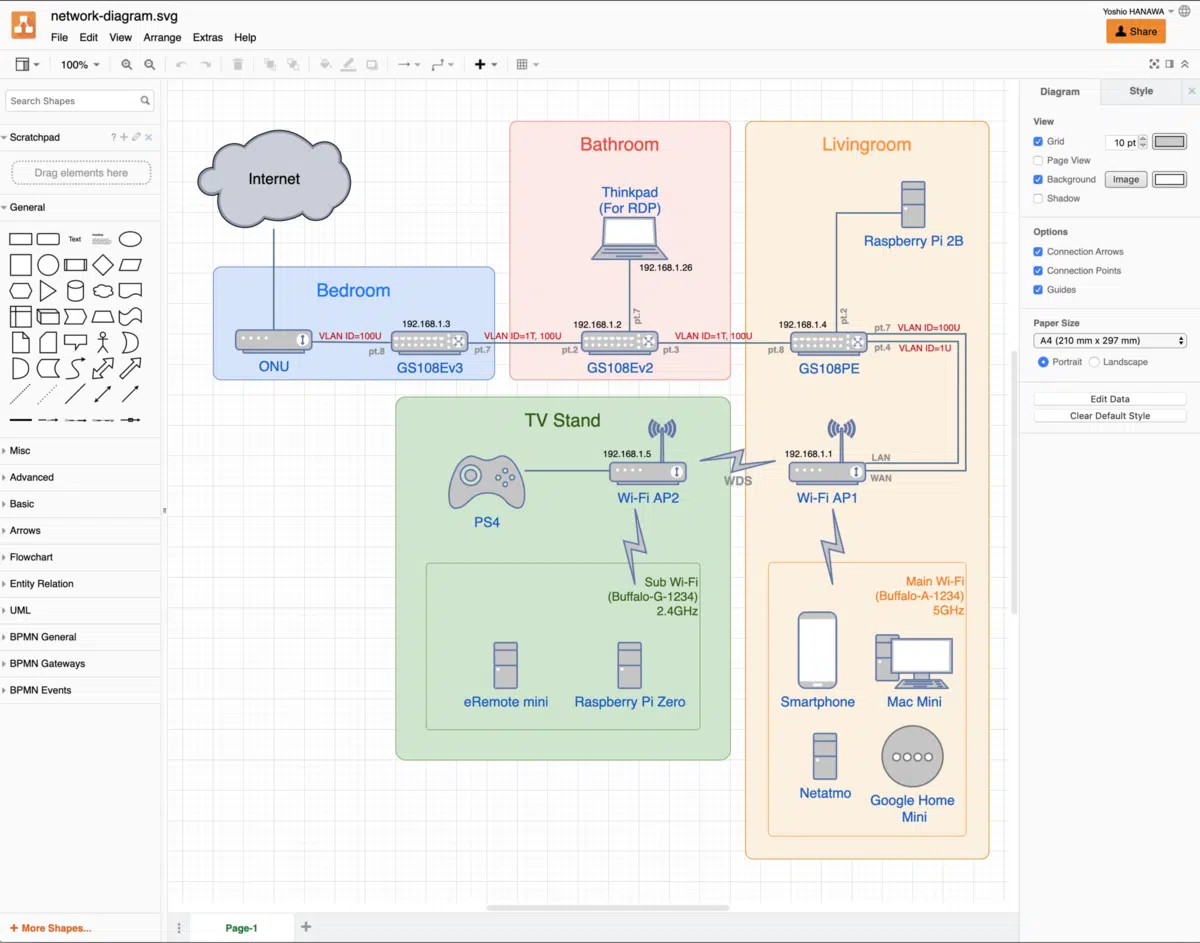 network-diagram.svg
Yoshio HANAWA
File Edit View Arrange Extras Help
Share
100%
Search Shapes
Scratchpad
?
Drag elements here
General
Text
Misc
Advanced
Basic
Arrows
Flowchart
Entity Relation
UML
BPMN General
BPMN Gateways
BPMN Events
+ More Shapes...
Internet
Bedroom
ONU
VLAN ID=100U
pt.8
192.168.1.3
GS108Ev3
pt.7
VLAN ID=1T, 100U
Bathroom
Thinkpad
(For RDP)
192.168.1.26
pt.7
192.168.1.2
pt.2
GS108Ev2
pt.3
VLAN ID=1T, 100U
Livingroom
Raspberry Pi 2B
pt.2
192.168.1.4
pt.8
GS108PE
pt.7 VLAN ID=100U
pt.4 VLAN ID=1U
TV Stand
PS4
192.168.1.5
Wi-Fi AP2
WDS
192.168.1.1
LAN
WAN
Wi-Fi AP1
Sub Wi-Fi
(Buffalo-G-1234)
2.4GHz
eRemote mini
Raspberry Pi Zero
Main Wi-Fi
(Buffalo-A-1234)
5GHz
Smartphone
Mac Mini
Netatmo
Google Home
Mini
Page-1
Diagram
Style
View
Grid
10 pt
Page View
Background
Image
Shadow
Options
Connection Arrows
Connection Points
Guides
Paper Size
A4 (210 mm x 297 mm)
Portrait
Landscape
Edit Data
Clear Default Style